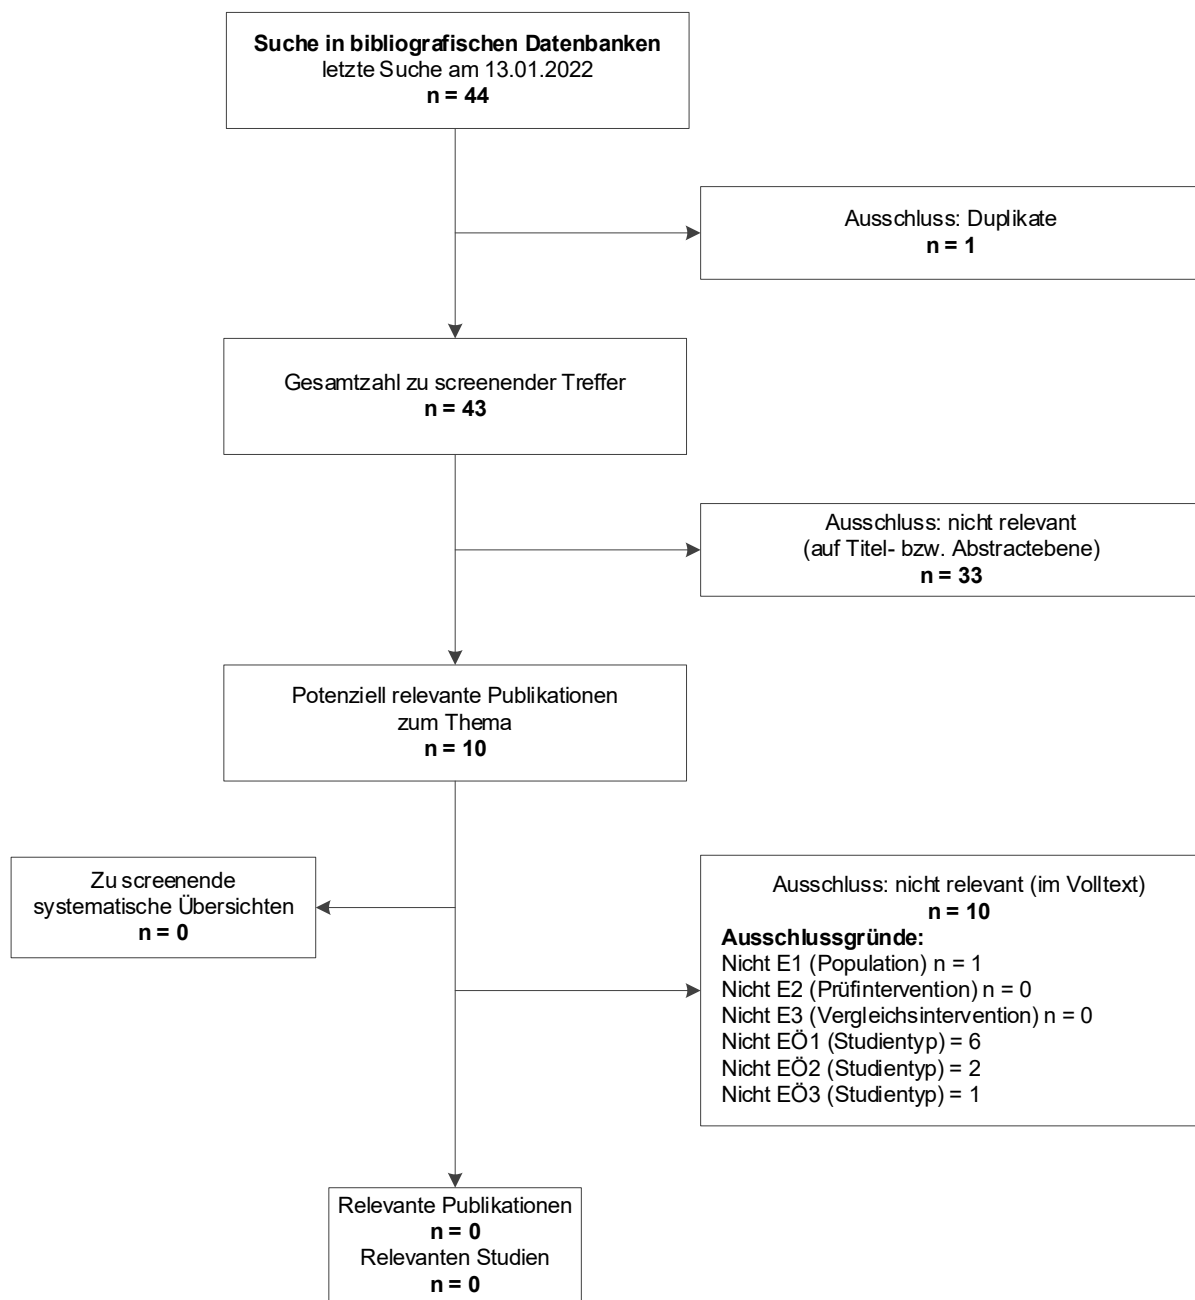 Suche in bibliografischen Datenbanken
letzte Suche am 13.01.2022
n = 44
Ausschluss: Duplikate
n = 1
Gesamtzahl zu screenender Treffer
n = 43
Ausschluss: nicht relevant
(auf Titel- bzw. Abstractebene)
n = 33
Potenziell relevante Publikationen
zum Thema
n = 10
Zu screenende
systematische Übersichten
n = 0
Ausschluss: nicht relevant (im Volltext)
n = 10
Ausschlussgründe:
Nicht E1 (Population) n = 1
Nicht E2 (Prüfintervention) n = 0
Nicht E3 (Vergleichsintervention) n = 0
Nicht EÖ1 (Studientyp) = 6
Nicht EÖ2 (Studientyp) = 2
Nicht EÖ3 (Studientyp) = 1
Relevante Publikationen
n = 0
Relevanten Studien
n = 0